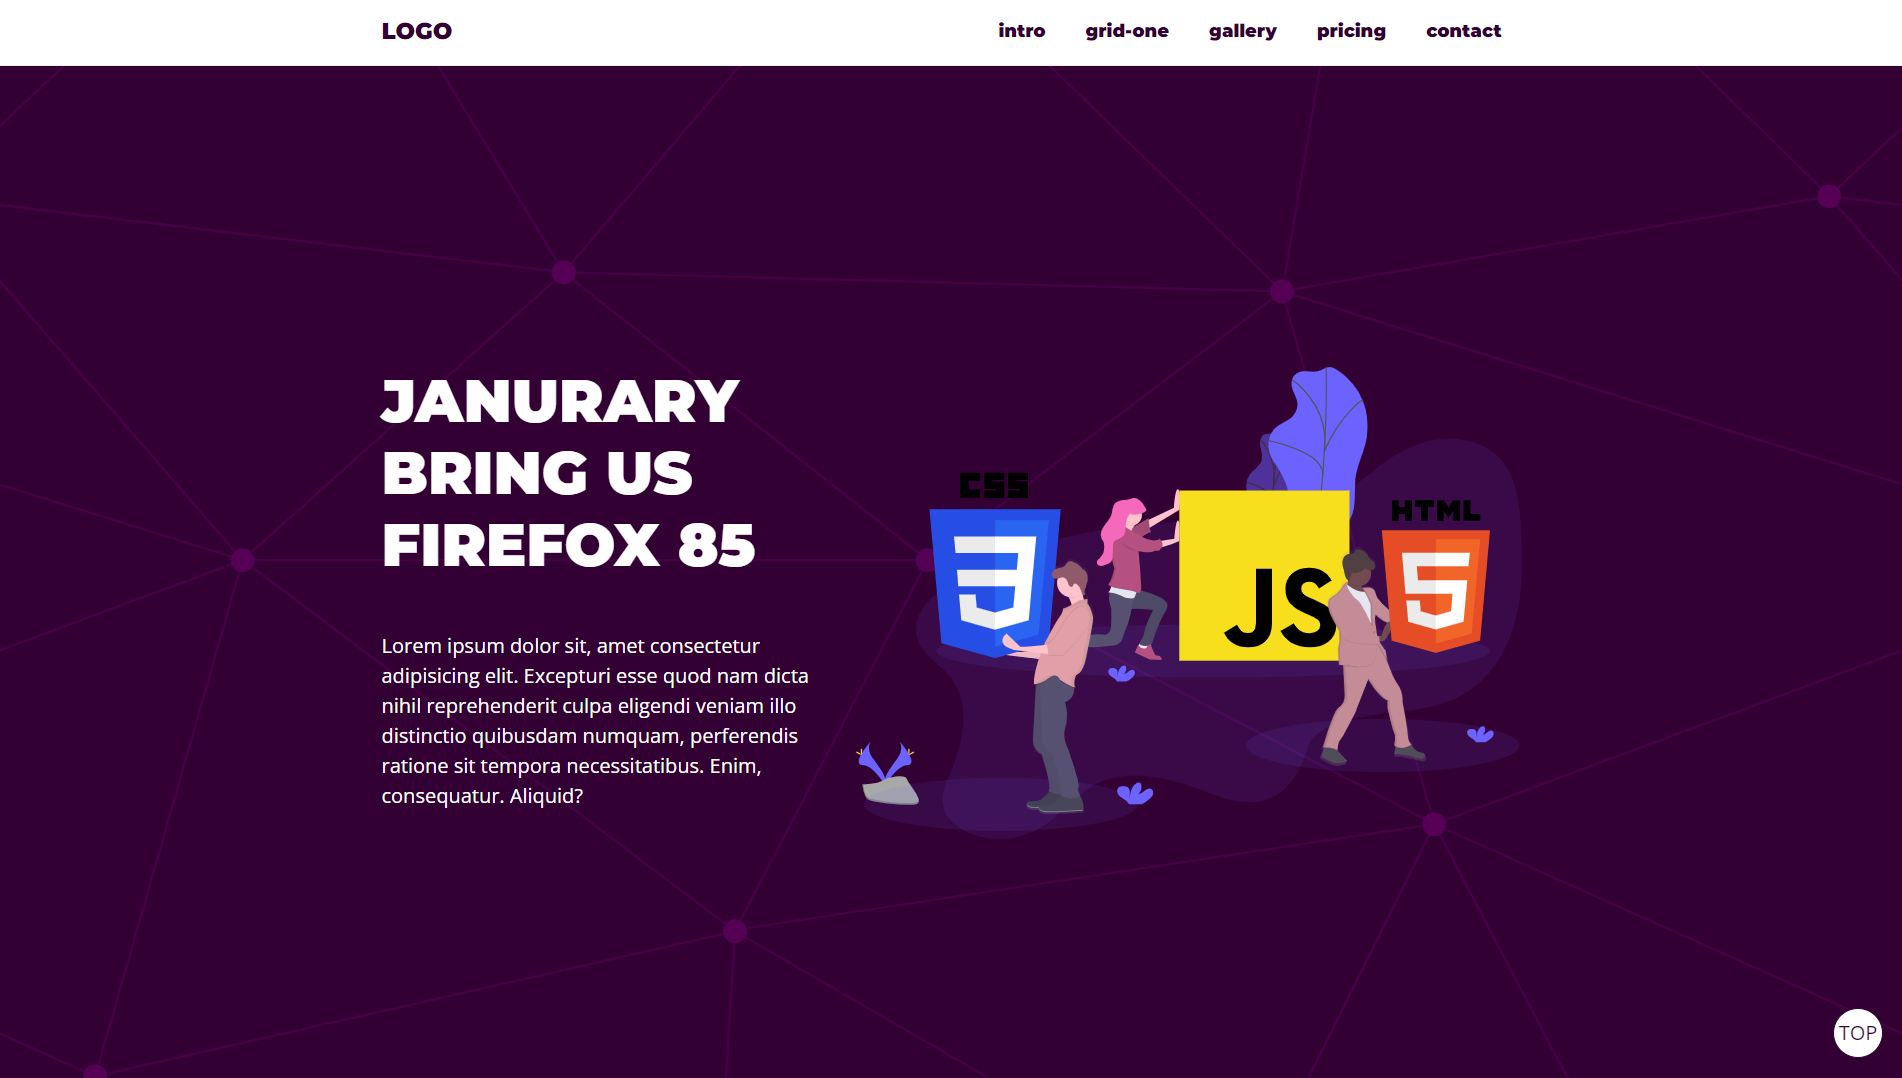 LOGO
intro
grid-one
gallery
pricing
contact
JANURARY
BRING US
FIREFOX 85
Lorem ipsum dolor sit, amet consectetur
adipisicing elit. Excepturi esse quod nam dicta
nihil reprehenderit culpa eligendi veniam illo
distinctio quibusdam numquam, perferendis
ratione sit tempora necessitatibus. Enim,
consequatur. Aliquid?
CSS
3
JS
HTML
5
TOP